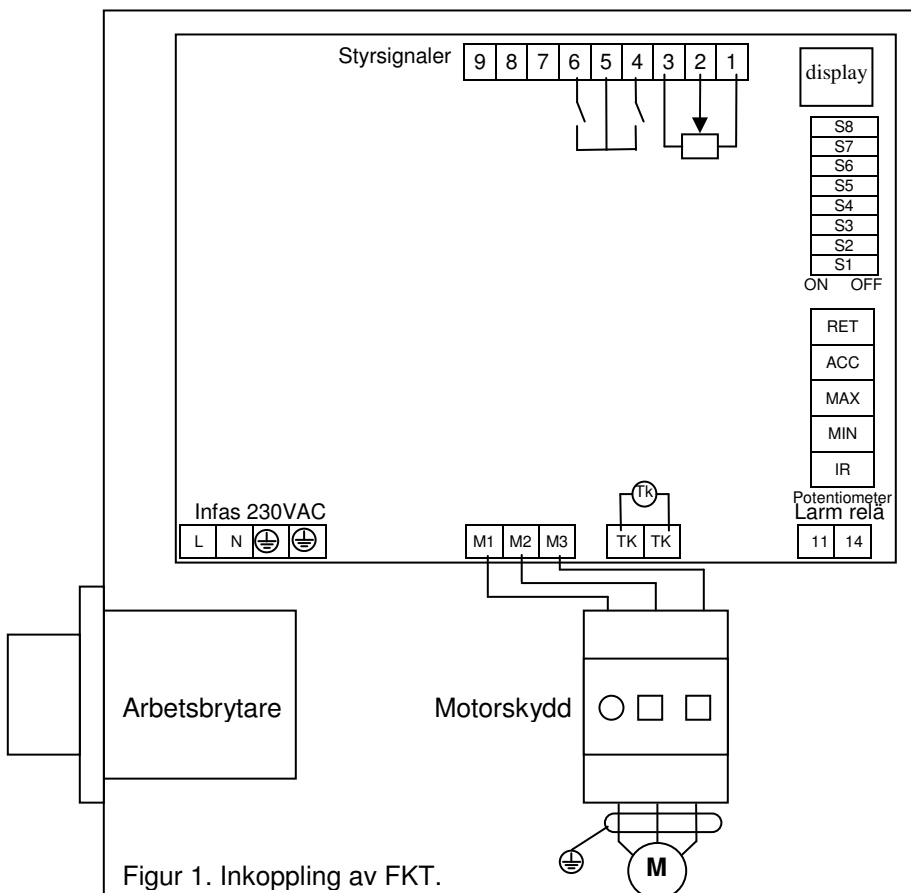 Styrsignaler 9 8 7 6 5 4 3 2 1
display
S8
S7
S6
S5
S4
S3
S2
S1
ON OFF
RET
ACC
MAX
MIN
IR
Potentiometer
Larm relä
11 14
Infas 230VAC
L N
M1 M2 M3
Tk
TK TK
Arbetsbrytare
Motorskydd
M
Figur 1. Inkoppling av FKT.